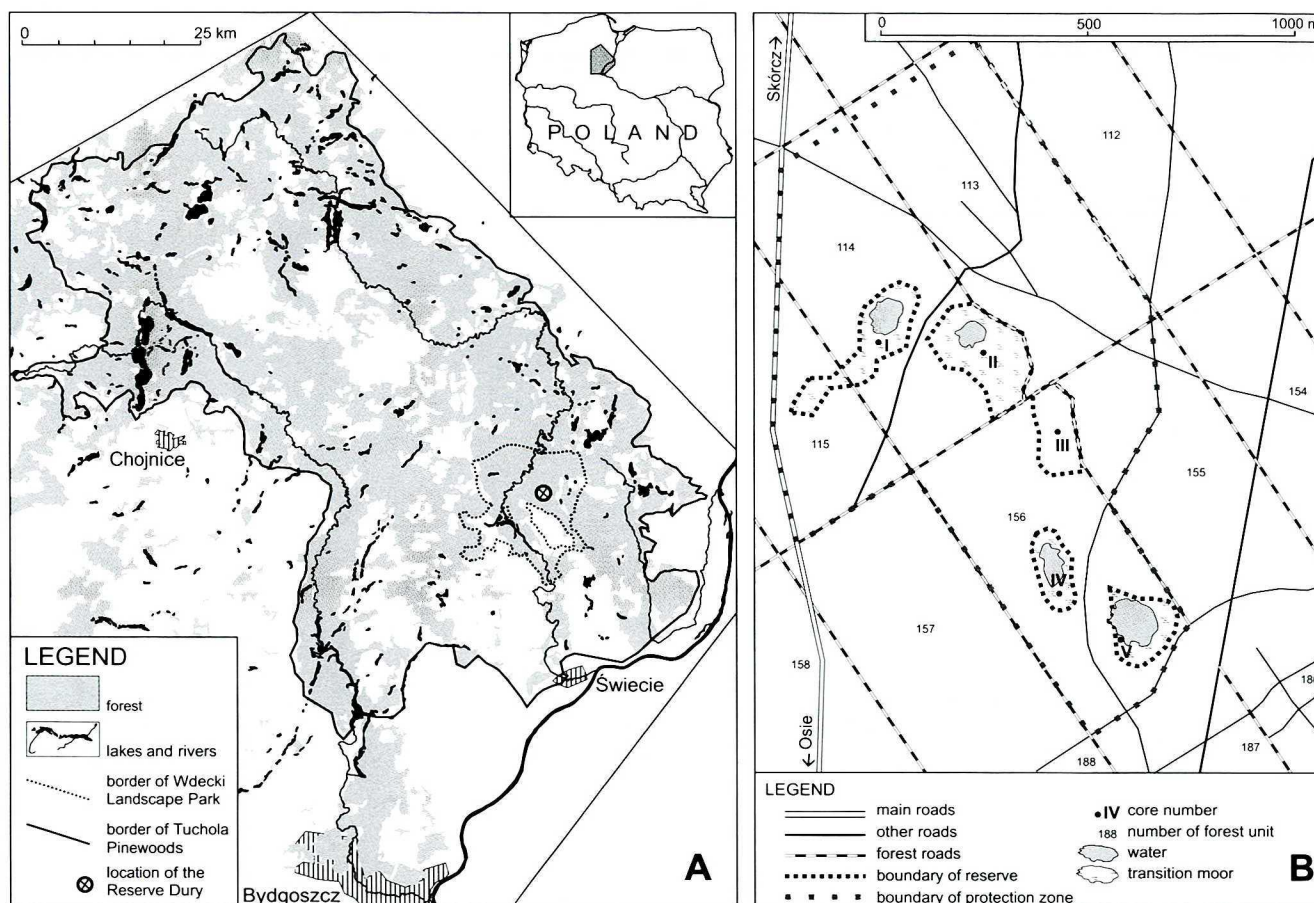 0 25 km
POLAND
Chojnice
Świecie
Bydgoszcz
LEGEND
forest
lakes and rivers
border of Wdecki
Landscape Park
border of Tuchola
Pinewoods
location of the
Reserve Dury
A
0 500 1000 m
Skórcz →
112
113
114
I
II
154
115
III
155
156
IV
157
V
158
← Osie
187
188
LEGEND
main roads
other roads
forest roads
boundary of reserve
boundary of protection zone
•IV core number
188 number of forest unit
water
transition moor
B